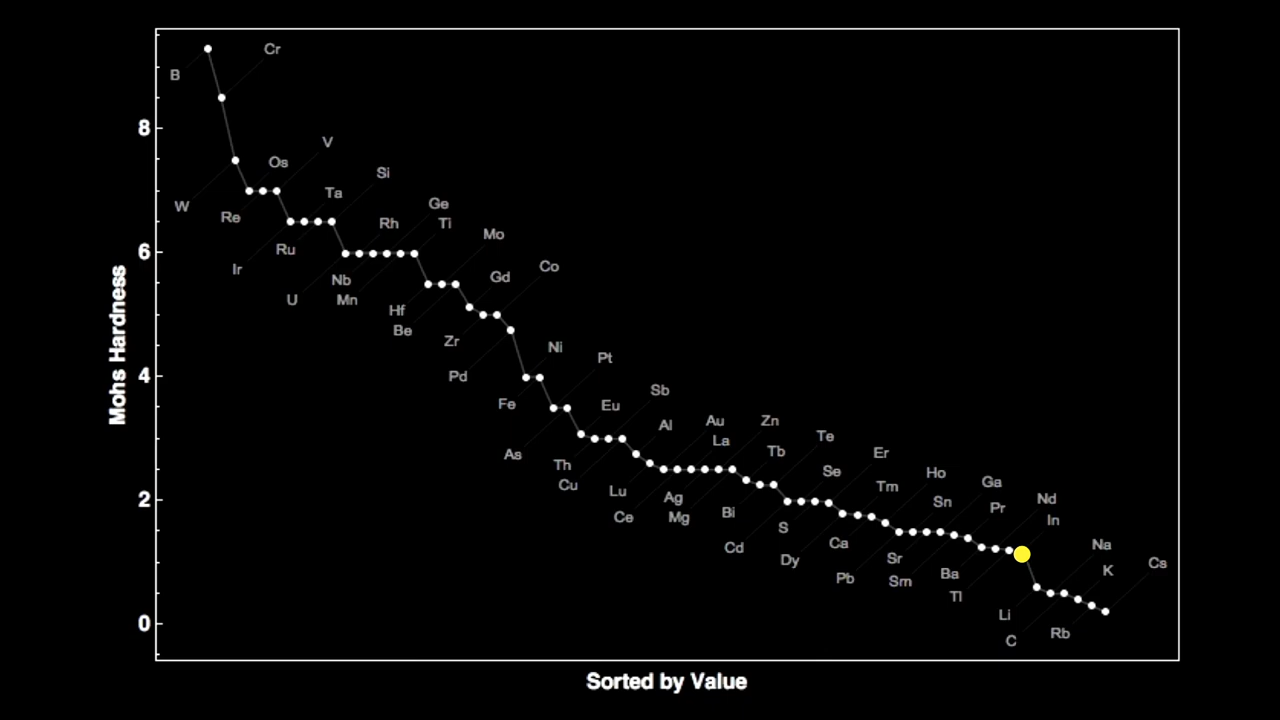 Cr
B
8
V
Os
Si
Ta
W
Re
Ge
Rh
Ti
Mo
6
Ru
Ir
Co
Gd
Nb
U
Mn
Hf
Be
Zr
Ni
Pt
4
Pd
Sb
Fe
Eu
Au
Zn
Al
Te
La
Tb
Er
As
Th
Se
Ho
Cu
Ga
Tm
Lu
2
Ag
Nd
Sn
Pr
Ce
Mg
Bi
In
S
Cd
Ca
Na
Dy
Sr
Cs
K
Ba
Pb
Sm
Tl
Li
0
Rb
C
Mohs Hardness
Sorted by Value